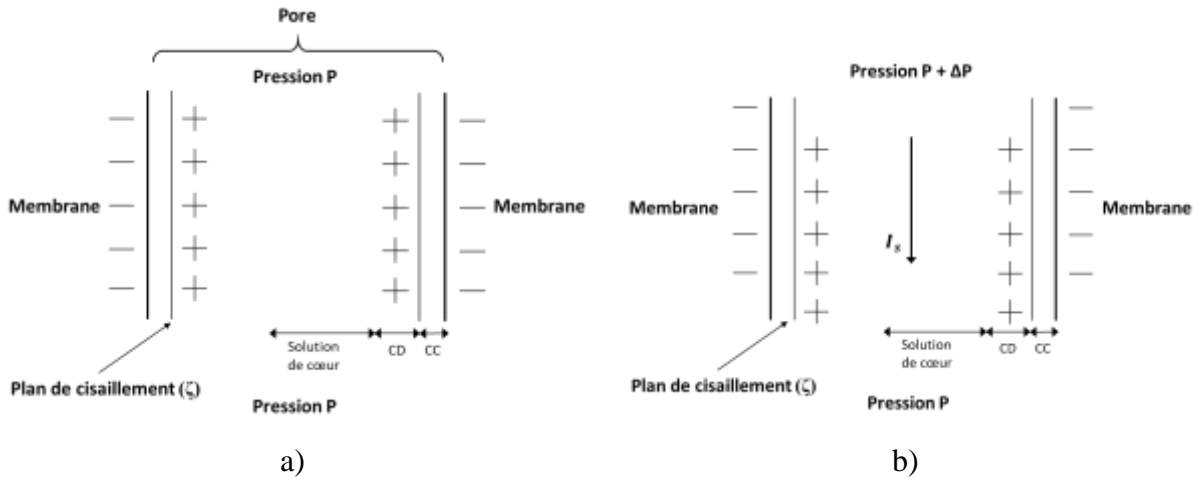 Pore
Pression P
Membrane
Membrane
Solution
de cœur
CD
CC
Plan de cisaillement (ζ)
Pression P
a)
Pression P + ΔP
Membrane
Membrane
I_s
Solution
de cœur
CD
CC
Plan de cisaillement (ζ)
Pression P
b)